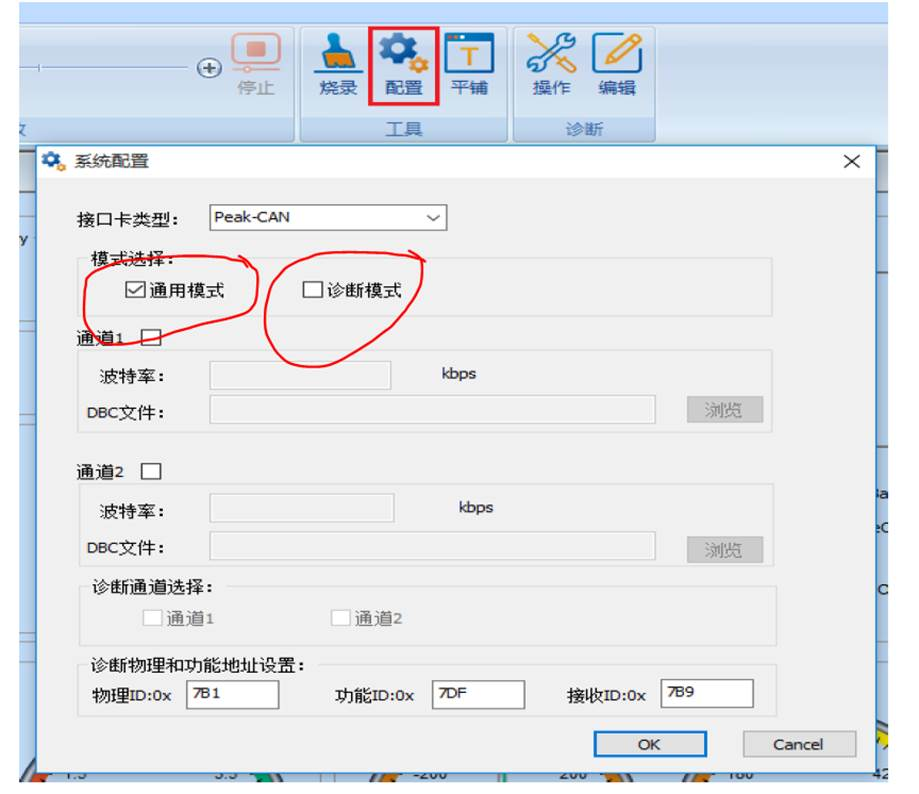 停止
烧录
配置
平铺
操作
编辑
工具
诊断
T
系统配置
接口卡类型：
Peak-CAN
模式选择：
通用模式
诊断模式
通道1
波特率：
kbps
DBC文件：
浏览
通道2
波特率：
kbps
DBC文件：
浏览
诊断通道选择：
通道1
通道2
诊断物理和功能地址设置：
物理ID:0x
7B1
功能ID:0x
7DF
接收ID:0x
7B9
OK
Cancel
-200
200
180